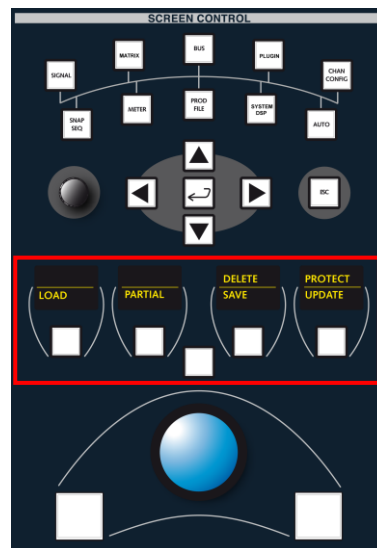 SCREEN CONTROL
BUS
MATRIX
PLUGIN
SIGNAL
CHAN
CONFIG
SNAP
SEQ
METER
PROD
FILE
SYSTEM
DSP
AUTO
ESC
DELETE
PROTECT
LOAD
PARTIAL
SAVE
UPDATE